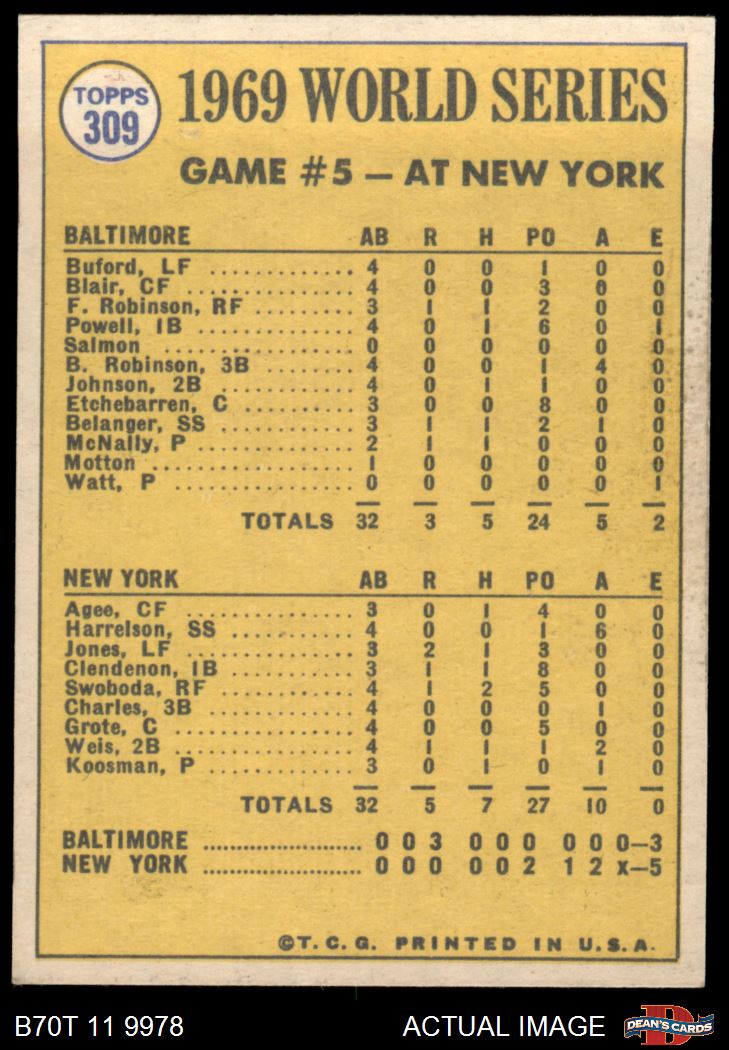 TOPPS
309
1969 WORLD SERIES
GAME #5 — AT NEW YORK
BALTIMORE AB R H PO A E
Buford, LF ............. 4 0 0 1 0 0
Blair, CF ............... 4 0 0 3 0 0
F. Robinson, RF ......... 3 1 1 2 0 0
Powell, 1B .............. 4 0 1 6 0 1
Salmon ................. 0 0 0 0 0 0
B. Robinson, 3B ........ 4 0 0 1 4 0
Johnson, 2B ............ 4 0 1 1 0 0
Etchebarren, C .......... 3 0 0 8 0 0
Belanger, SS ............ 3 1 1 2 1 0
McNally, P .............. 2 1 1 0 0 0
Motton .................. 1 0 0 0 0 0
Watt, P ................ 0 0 0 0 0 1
TOTALS 32 3 5 24 5 2
NEW YORK AB R H PO A E
Agee, CF ............... 3 0 1 4 0 0
Harrelson, SS ........... 4 0 0 1 6 0
Jones, LF ............... 3 2 1 3 0 0
Clendenon, 1B ........... 3 1 1 8 0 0
Swoboda, RF ............ 4 1 2 5 0 0
Charles, 3B ............. 4 0 0 0 1 0
Grote, C ................ 4 0 0 5 0 0
Weis, 2B ................ 4 1 1 1 2 0
Koosman, P ............. 3 0 1 0 1 0
TOTALS 32 5 7 27 10 0
BALTIMORE ........................ 0 0 3 0 0 0 0 0 0—3
NEW YORK ........................ 0 0 0 0 0 2 1 2 x—5
©T. C. G. PRINTED IN U.S.A.
B70T 11 9978 ACTUAL IMAGE
D
DEAN'S CARDS